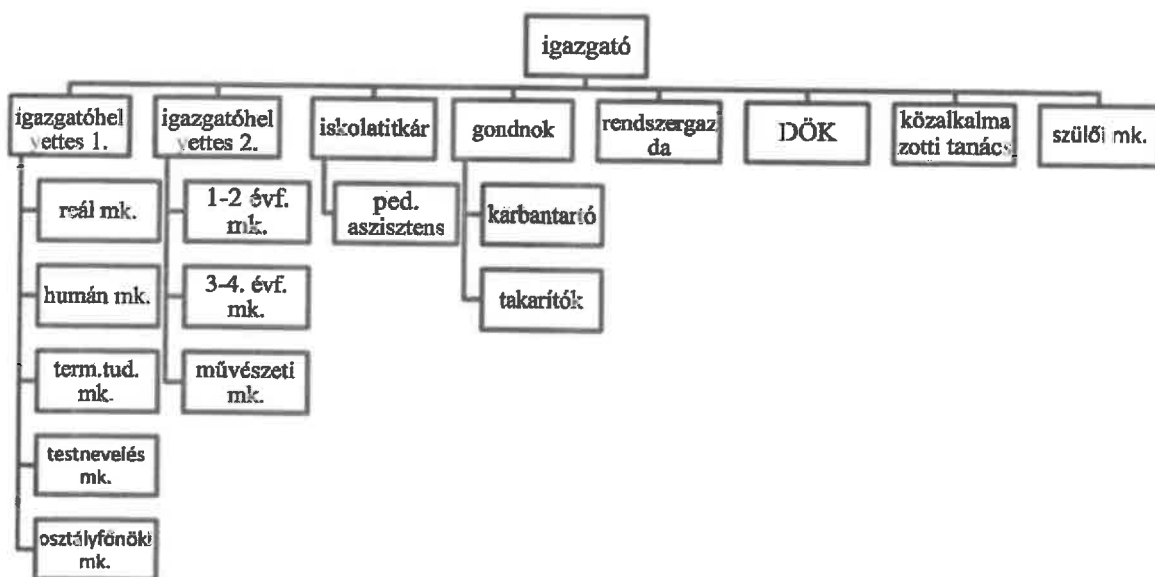 igazgató
igazgatóhel
yettes 1.
igazgatóhel
yettes 2.
iskolatitkár
gondnok
rendszergaz
da
DÖK
közalkalma
zotti tanács
szülői mk.
reál mk.
humán mk.
term.tud.
mk.
testnevelés
mk.
osztályfőnöki
mk.
1-2 évf.
mk.
3-4. évf.
mk.
művészeti
mk.
ped.
aszisztens
karbantartó
takarítók